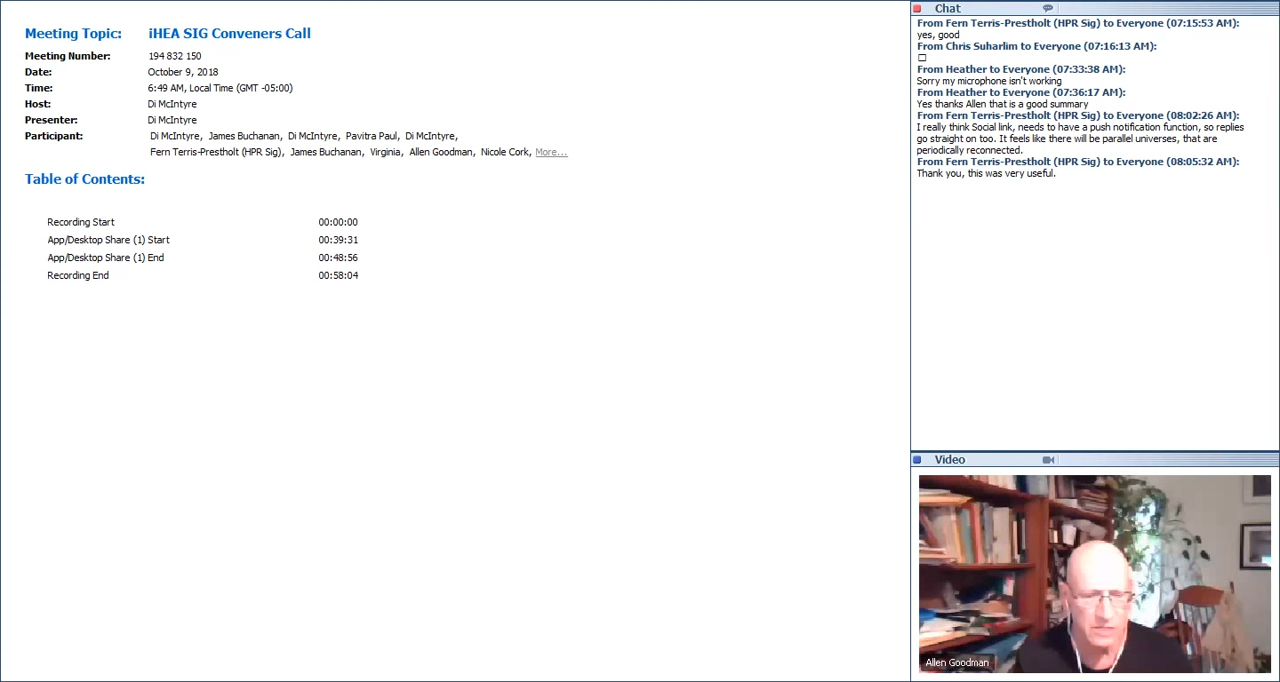 Meeting Topic: iHEA SIG Conveners Call
Meeting Number: 194 832 150
Date: October 9, 2018
Time: 6:49 AM, Local Time (GMT -05:00)
Host: Di McIntyre
Presenter: Di McIntyre
Participant: Di McIntyre, James Buchanan, Di McIntyre, Pavitra Paul, Di McIntyre,
Fern Terris-Prestholt (HPR Sig), James Buchanan, Virginia, Allen Goodman, Nicole Cork, More...
Table of Contents:
Recording Start 00:00:00
App/Desktop Share (1) Start 00:39:31
App/Desktop Share (1) End 00:48:56
Recording End 00:58:04
Chat
From Fern Terris-Prestholt (HPR Sig) to Everyone (07:15:53 AM):
yes, good
From Chris Suharlim to Everyone (07:16:13 AM):
From Heather to Everyone (07:33:38 AM):
Sorry my microphone isn't working
From Heather to Everyone (07:36:17 AM):
Yes thanks Allen that is a good summary
From Fern Terris-Prestholt (HPR Sig) to Everyone (08:02:26 AM):
I really think Social link, needs to have a push notification function, so replies
go straight on too. It feels like there will be parallel universes, that are
periodically reconnected.
From Fern Terris-Prestholt (HPR Sig) to Everyone (08:05:32 AM):
Thank you, this was very useful.
Video
Allen Goodman